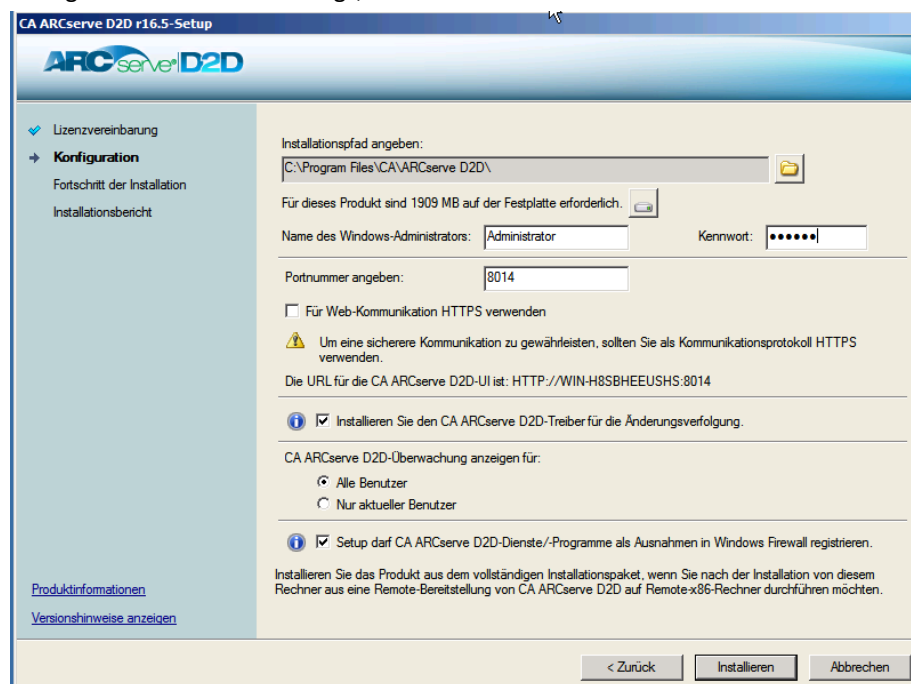 CA ARCserve D2D r16.5-Setup
ARCserve® D2D
Lizenzvereinbarung
Konfiguration
Fortschritt der Installation
Installationsbericht
Produktinformationen
Versionshinweise anzeigen
Installationspfad angeben:
C:\Program Files\CA\ARCserve D2D\
Für dieses Produkt sind 1909 MB auf der Festplatte erforderlich.
Name des Windows-Administrators: Administrator Kennwort: ●●●●●●
Portnummer angeben: 8014
Für Web-Kommunikation HTTPS verwenden
Um eine sicherere Kommunikation zu gewährleisten, sollten Sie als Kommunikationsprotokoll HTTPS
verwenden.
Die URL für die CA ARCserve D2D-UI ist: HTTP://WIN-H8SBHEEUSHS:8014
Installieren Sie den CA ARCserve D2D-Treiber für die Änderungsverfolgung.
CA ARCserve D2D-Überwachung anzeigen für:
Alle Benutzer
Nur aktueller Benutzer
Setup darf CA ARCserve D2D-Dienste/-Programme als Ausnahmen in Windows Firewall registrieren.
Installieren Sie das Produkt aus dem vollständigen Installationspaket, wenn Sie nach der Installation von diesem
Rechner aus eine Remote-Bereitstellung von CA ARCserve D2D auf Remote-x86-Rechner durchführen möchten.
< Zurück Installieren Abbrechen